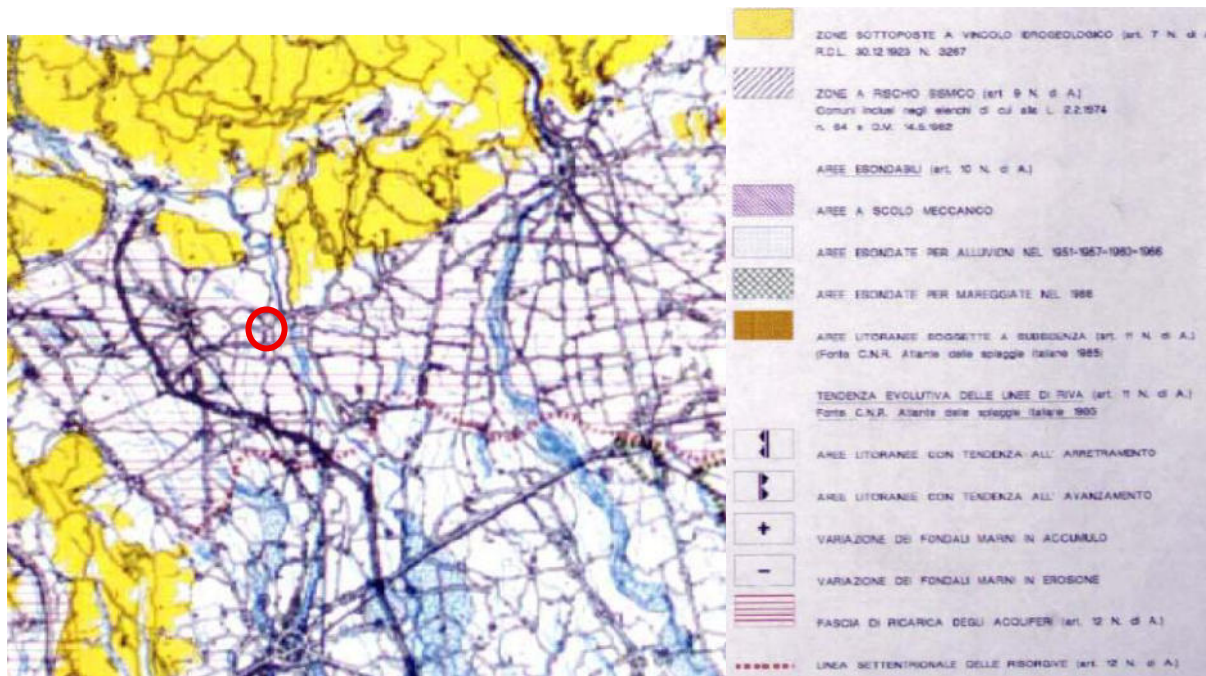 ZONE SOTTOPOSTE A VINCOLO IDROGEOLOGICO (art. 7 N. di
R.D.L. 30.12.1923 N. 3267
ZONE A RISCHIO SISMICO (art. 9 N. di A.)
Comuni inclusi negli elenchi di cui alle L. 2.2.1974
n. 64 e D.M. 14.5.1982
AREE ESONDABILI (art. 10 N. di A.)
AREE A SCOLO MECCANICO
AREE ESONDATE PER ALLUVIONI NEL 1951-1957-1960-1966
AREE ESONDATE PER MAREGGIATE NEL 1966
AREE LITORANEE SOGGETTE A SUBSIDENZA (art. 11 N. di A.)
(Fonte C.N.R. Atlante delle spiagge italiane 1985)
TENDENZA EVOLUTIVA DELLE LINEE DI RIVA (art. 11 N. di A.)
Fonte C.N.R. Atlante delle spiagge italiane
AREE LITORANEE CON TENDENZA ALL' ARRETRAMENTO
AREE LITORANEE CON TENDENZA ALL' AVANZAMENTO
VARIAZIONE DEI FONDALI MARINI IN ACCUMULO
VARIAZIONE DEI FONDALI MARINI IN EROSIONE
FASCIA DI RICARICA DEGLI ACQUIFERI (art. 12 N. di A.)
LINEA SETTENTRIONALE DELLE RISORGIVE (art. 12 N. di A.)